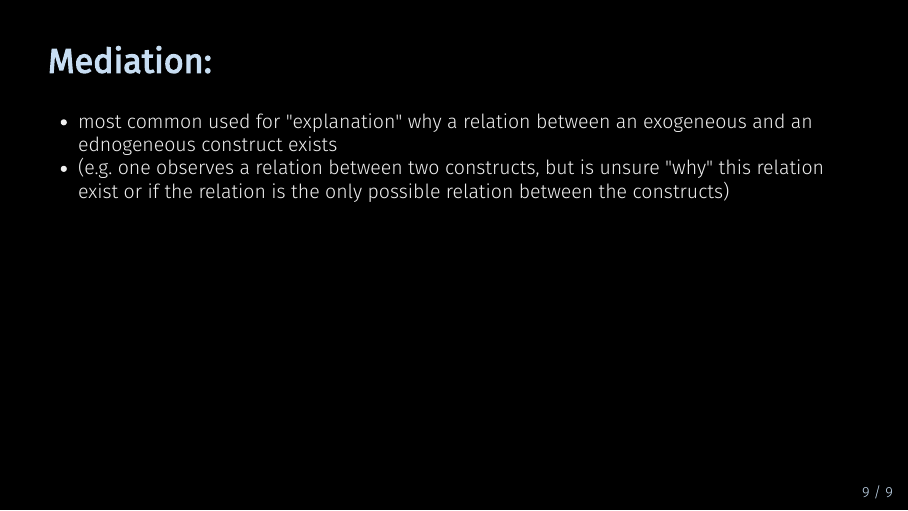 Mediation:
• most common used for "explanation" why a relation between an exogeneous and an
ednogeneous construct exists
• (e.g. one observes a relation between two constructs, but is unsure "why" this relation
exist or if the relation is the only possible relation between the constructs)
9 / 9